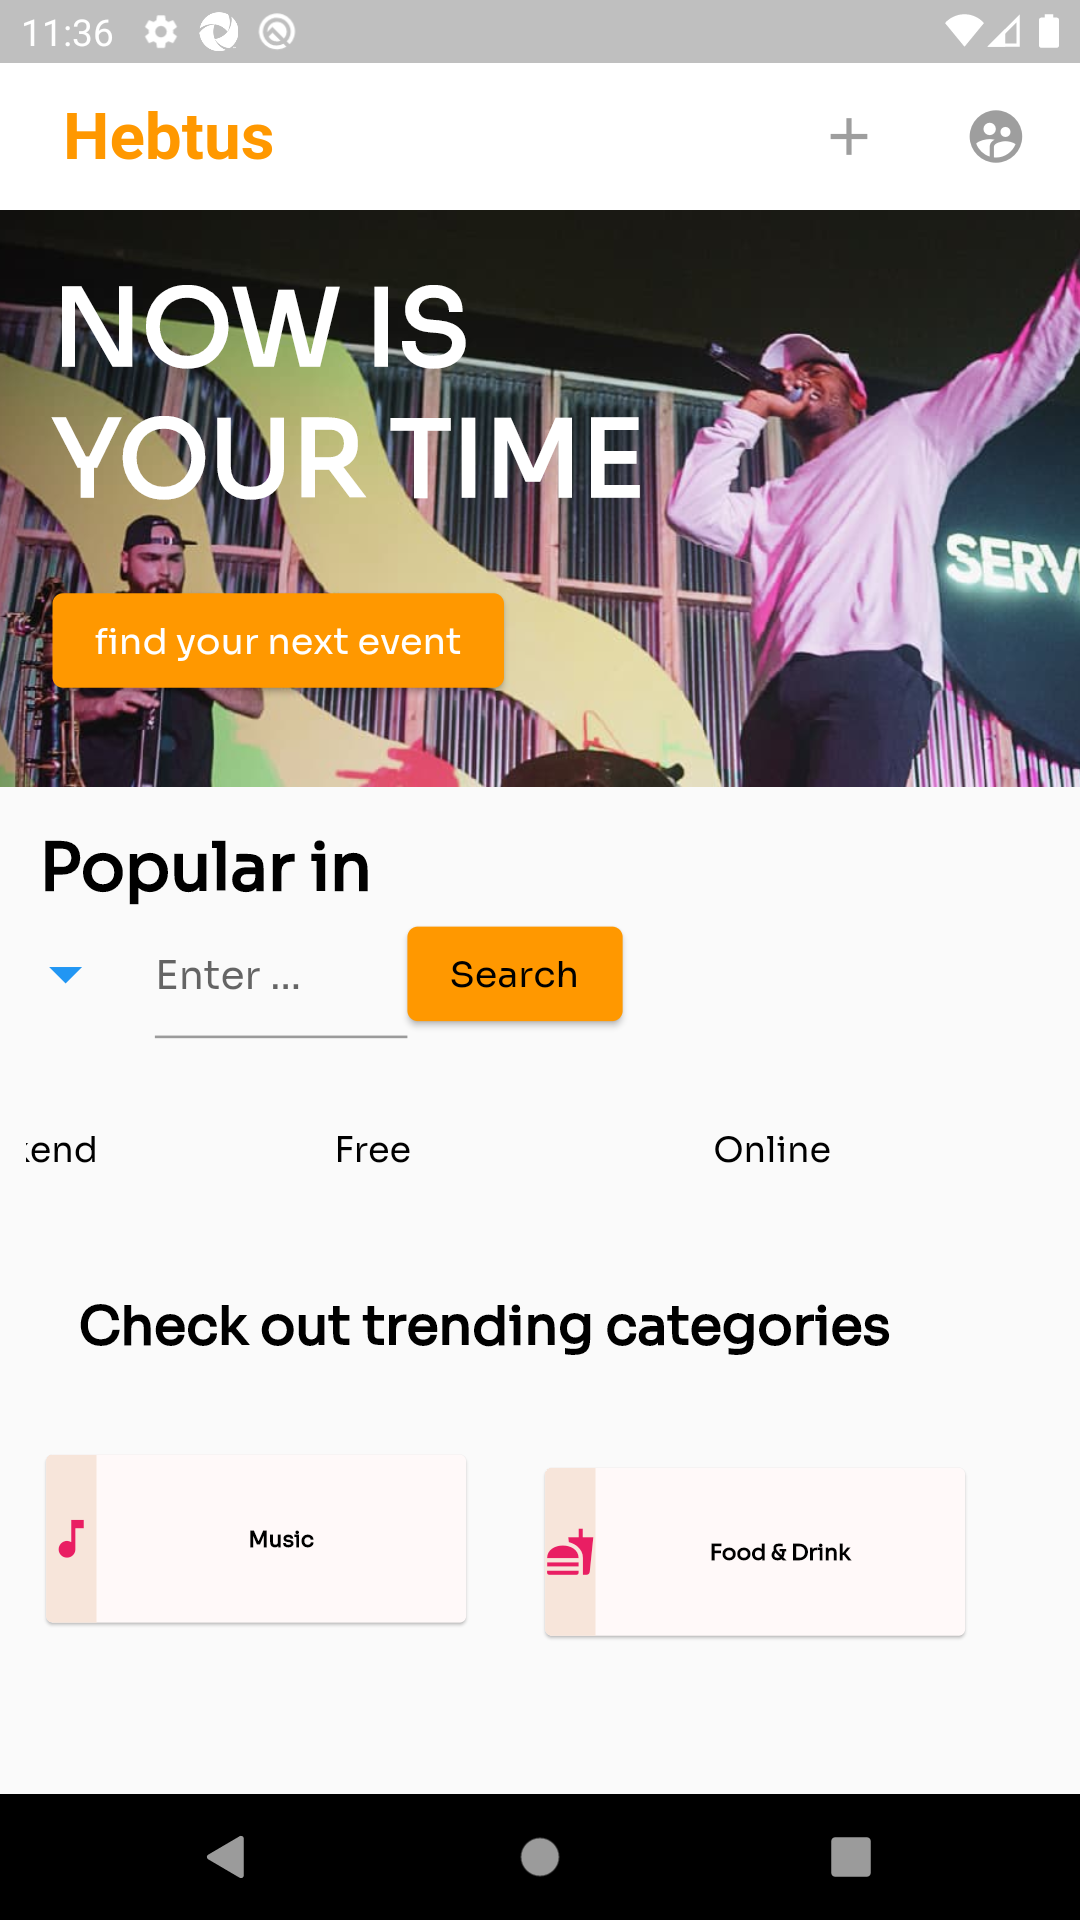 11:36
Hebtus
NOW IS
YOUR TIME
SERV
find your next event
Popular in
Enter ...
Search
end Free Online
Check out trending categories
Music
Food & Drink